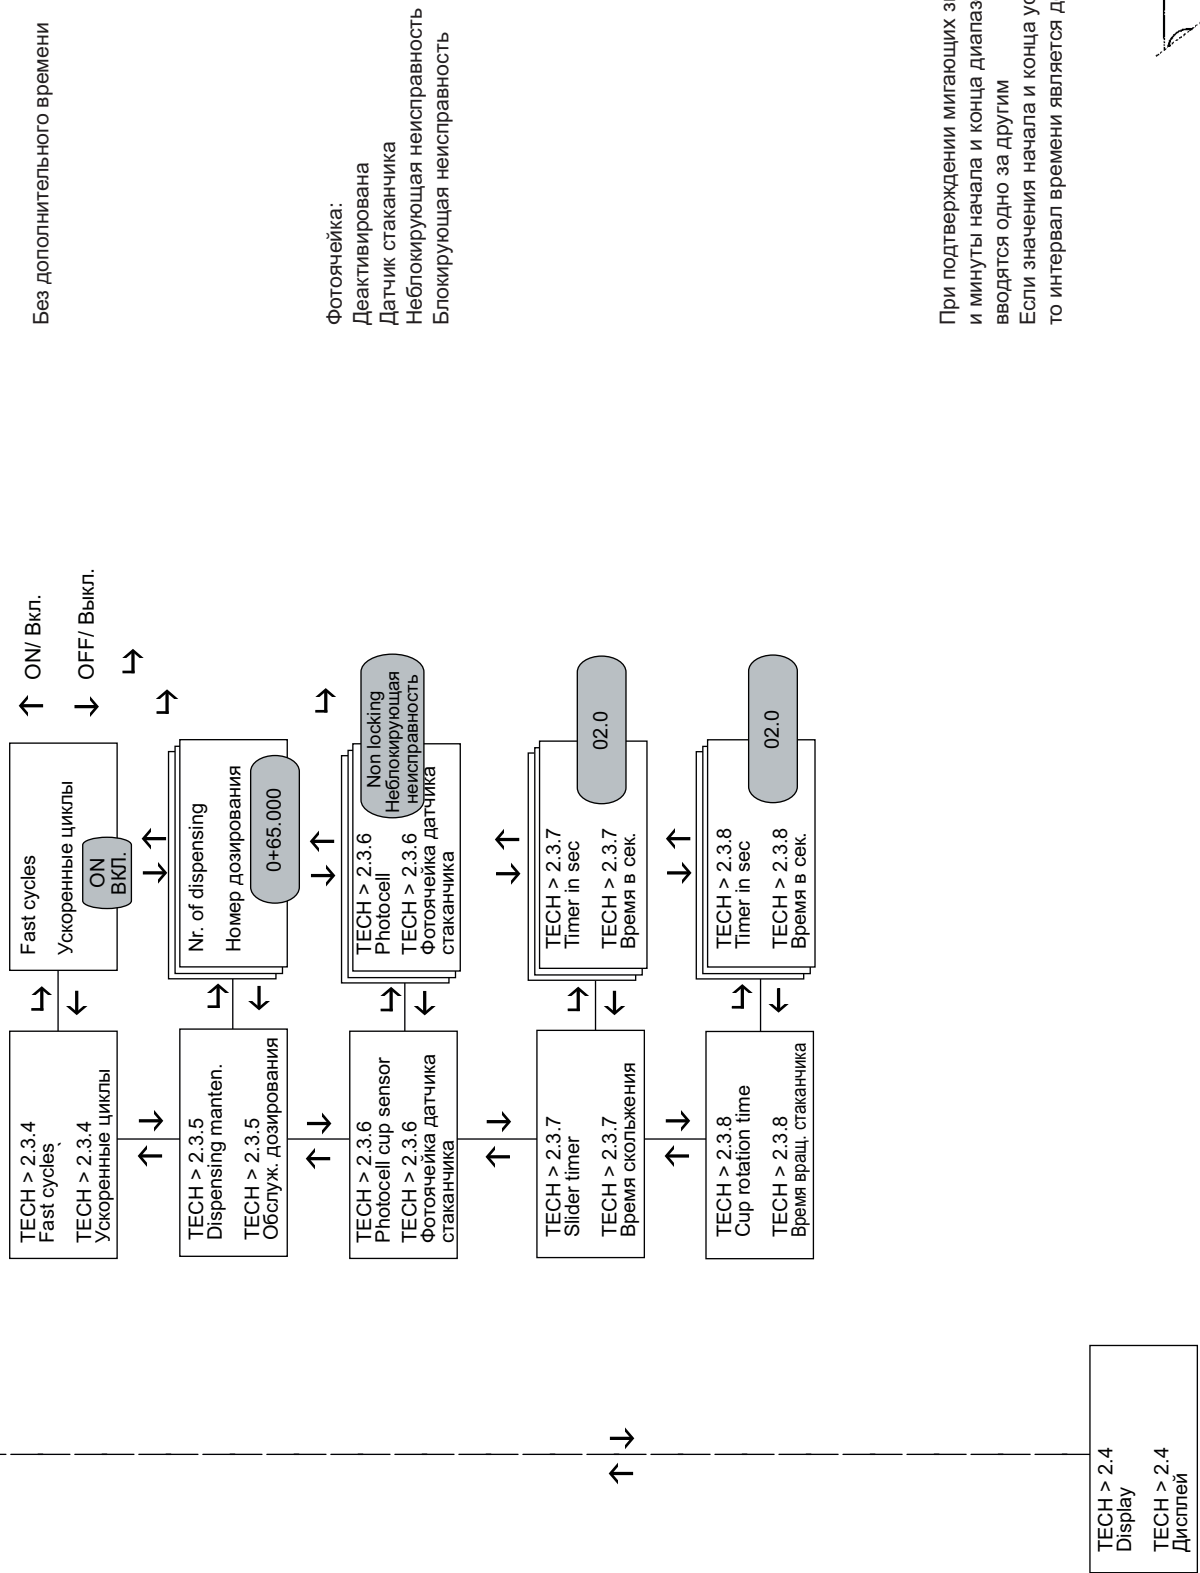 TECH > 2.4
Display
TECH > 2.4
Дисплей
TECH > 2.3.4
Fast cycles
TECH > 2.3.4
Ускоренные циклы
Fast cycles
Ускоренные циклы
ON
ВКЛ.
↑ ON/ Вкл.
↓ OFF/ Выкл.
Без дополнительного времени
TECH > 2.3.5
Dispensing manten.
TECH > 2.3.5
Обслуж. дозирования
Nr. of dispensing
Номер дозирования
0+65.000
TECH > 2.3.6
Photocell cup sensor
TECH > 2.3.6
Фотоячейка датчика
стаканчика
TECH > 2.3.6
Photocell
TECH > 2.3.6
Фотоячейка датчика
стаканчика
Non locking
Неблокирующая
неисправность
Фотоячейка:
Деактивирована
Датчик стаканчика
Неблокирующая неисправность
Блокирующая неисправность
TECH > 2.3.7
Slider timer
TECH > 2.3.7
Время скольжения
TECH > 2.3.7
Timer in sec
TECH > 2.3.7
Время в сек.
02.0
TECH > 2.3.8
Cup rotation time
TECH > 2.3.8
Время вращ. стаканчика
TECH > 2.3.8
Timer in sec
TECH > 2.3.8
Время в сек.
02.0
При подтверждении мигающих
и минуты начала и конца диапаз
вводятся одно за другим
Если значения начала и конца ус
то интервал времени является